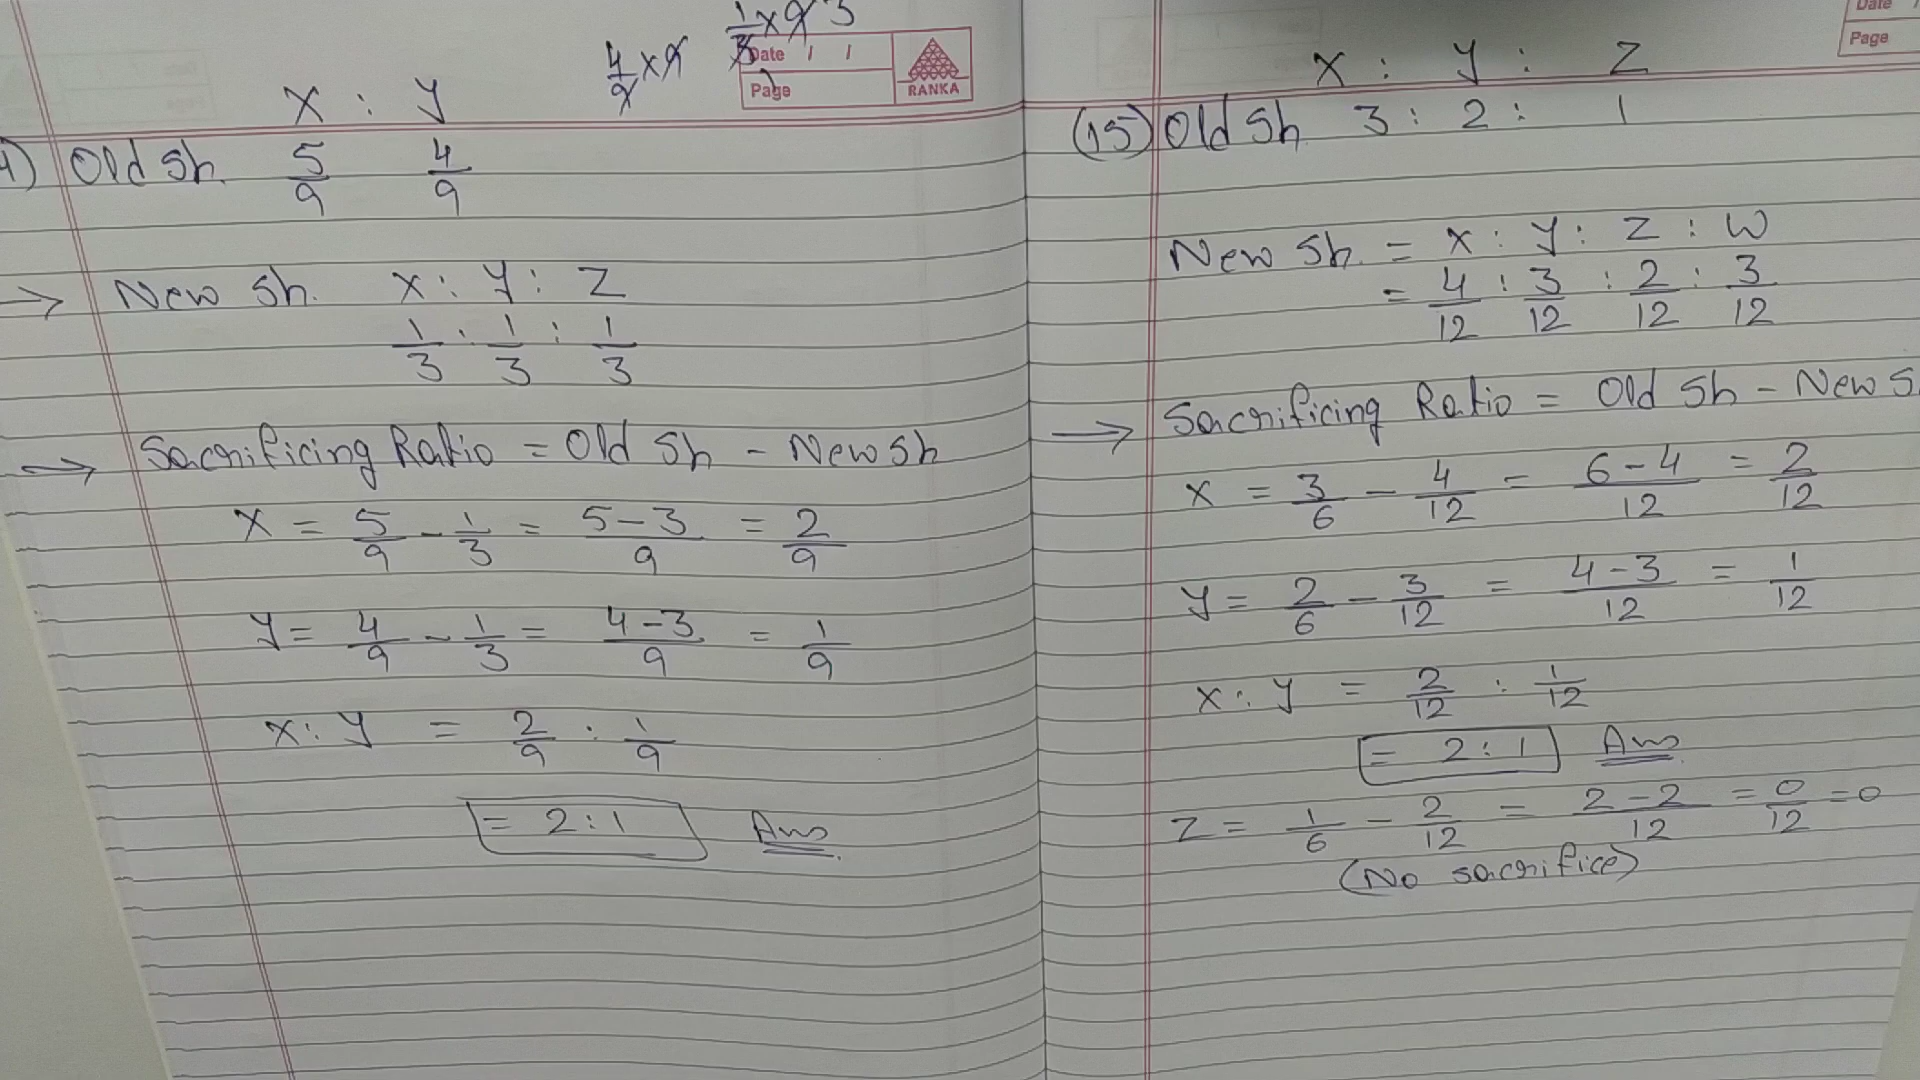 1/3 × 9 3
4/9 × 9
Date / /
Page
RANKA
X : Y
Old Sh. 5/9 4/9
→ New Sh. X : Y : Z
1/3 : 1/3 : 1/3
→ Sacrificing Ratio = Old Sh - New Sh
X = 5/9 - 1/3 = 5-3/9 = 2/9
Y = 4/9 - 1/3 = 4-3/9 = 1/9
X : Y = 2/9 : 1/9
= 2 : 1 Ans.
Date /
Page
X : Y : Z
(15) Old Sh. 3 : 2 : 1
New Sh. = X : Y : Z : W
= 4/12 : 3/12 : 2/12 : 3/12
→ Sacrificing Ratio = Old Sh - New S
X = 3/6 - 4/12 = 6-4/12 = 2/12
Y = 2/6 - 3/12 = 4-3/12 = 1/12
X : Y = 2/12 : 1/12
= 2 : 1 Ans.
Z = 1/6 - 2/12 = 2-2/12 = 0/12 = 0
(No sacrifice)